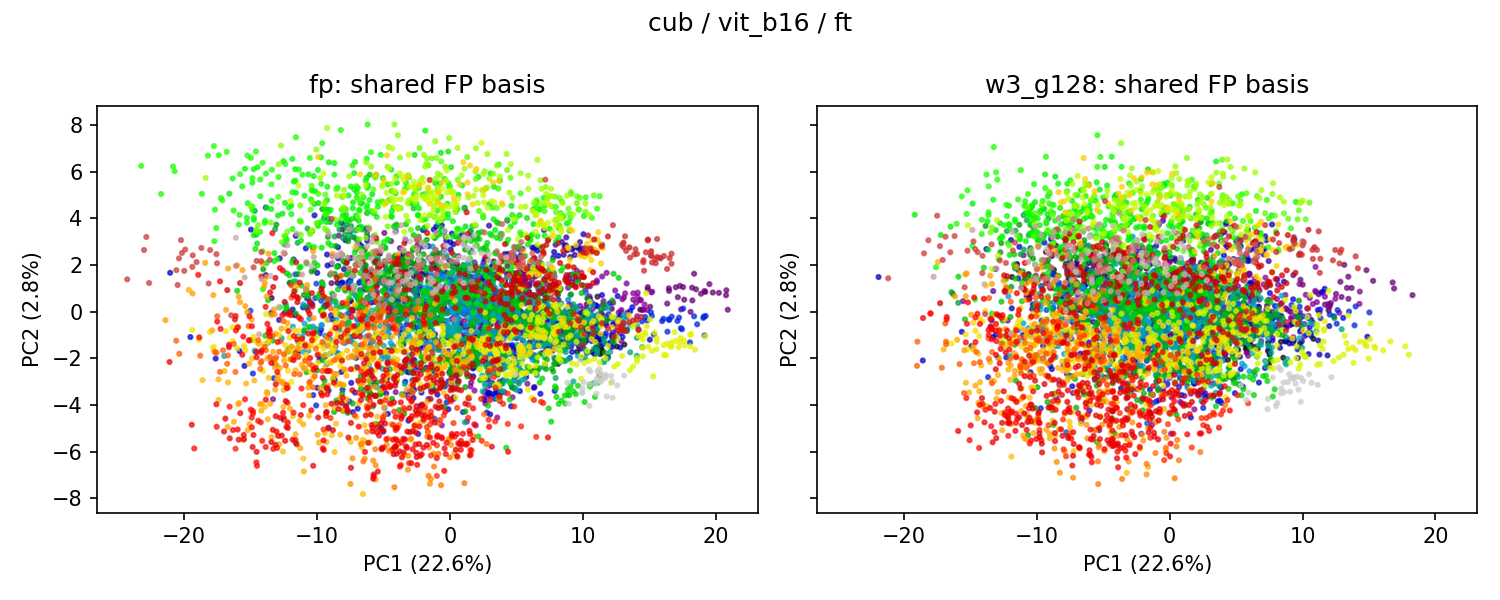 cub / vit_b16 / ft
fp: shared FP basis
w3_g128: shared FP basis
8
6
4
2
0
−2
−4
−6
−8
PC2 (2.8%)
PC2 (2.8%)
−20 −10 0 10 20
−20 −10 0 10 20
PC1 (22.6%)
PC1 (22.6%)